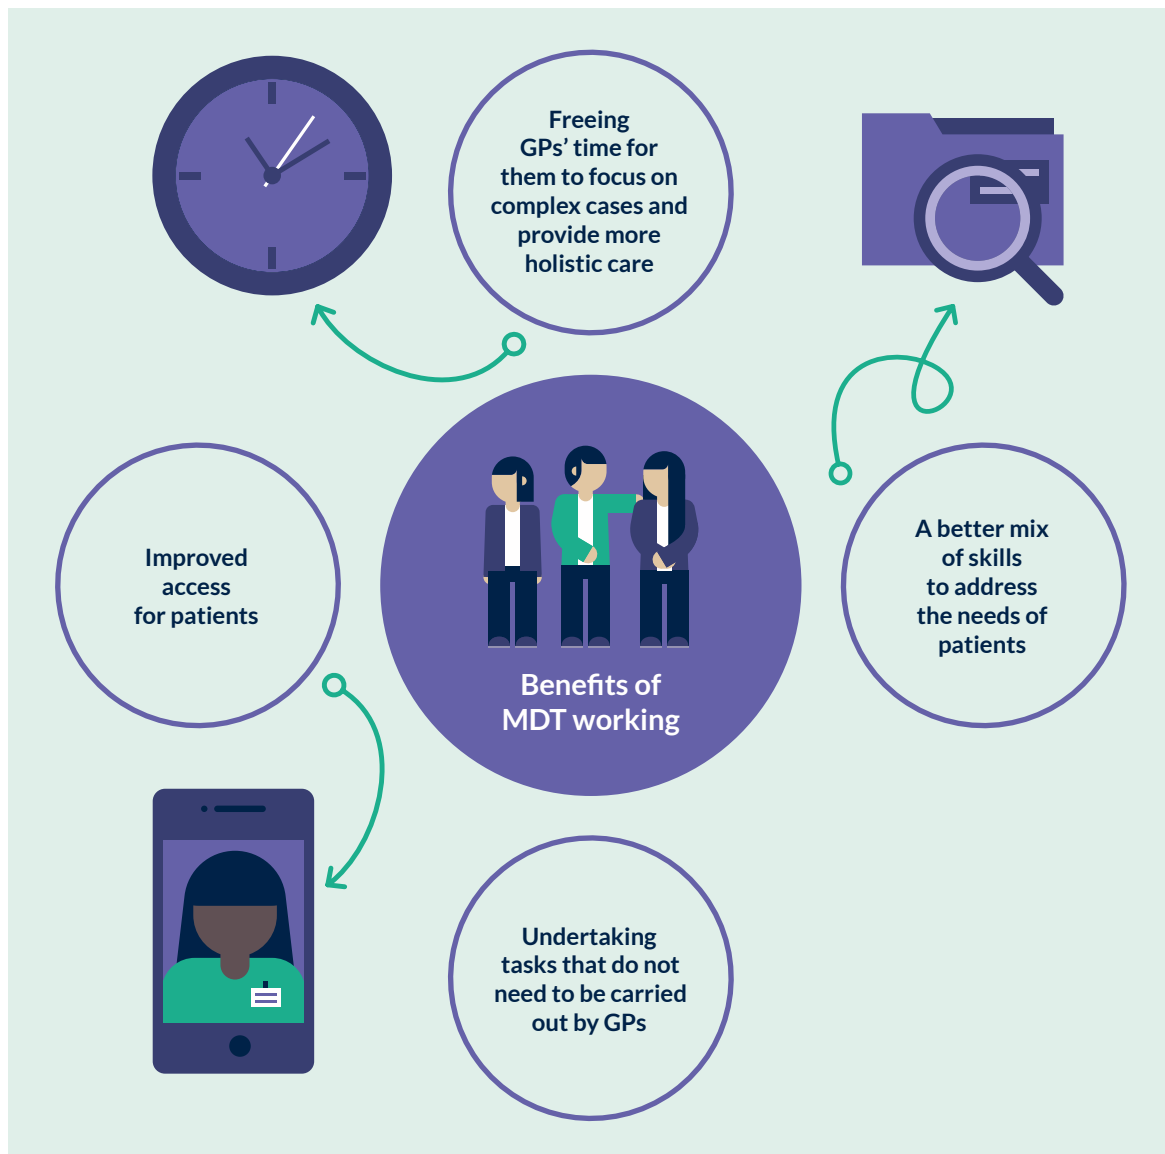 Freeing
GPs’ time for
them to focus on
complex cases and
provide more
holistic care
Improved
access
for patients
Benefits of
MDT working
A better mix
of skills
to address
the needs of
patients
Undertaking
tasks that do not
need to be carried
out by GPs